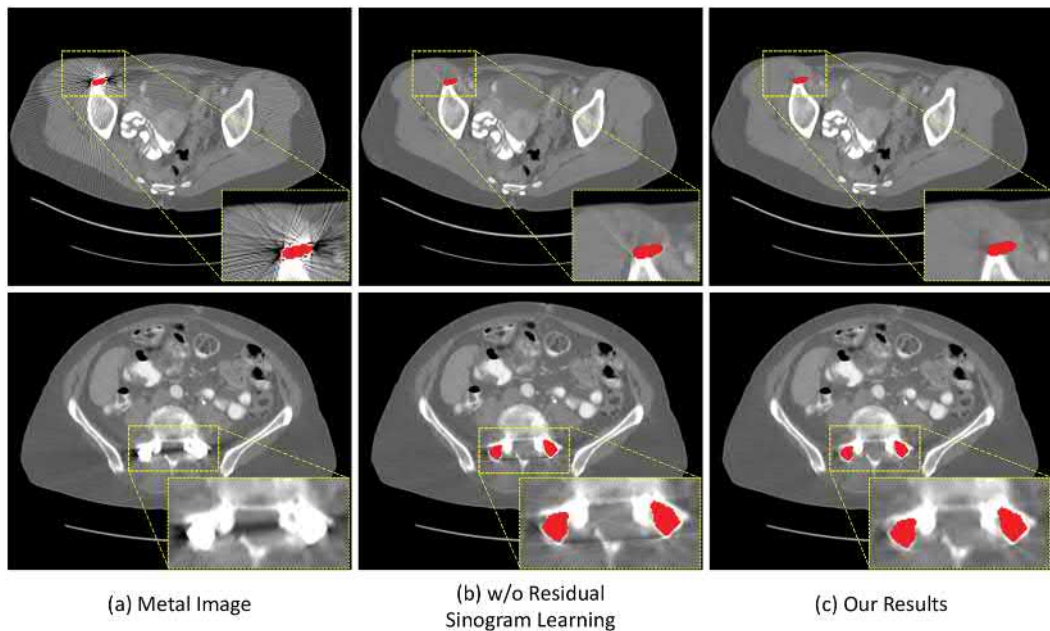 (a) Metal Image
(b) w/o Residual
Sinogram Learning
(c) Our Results